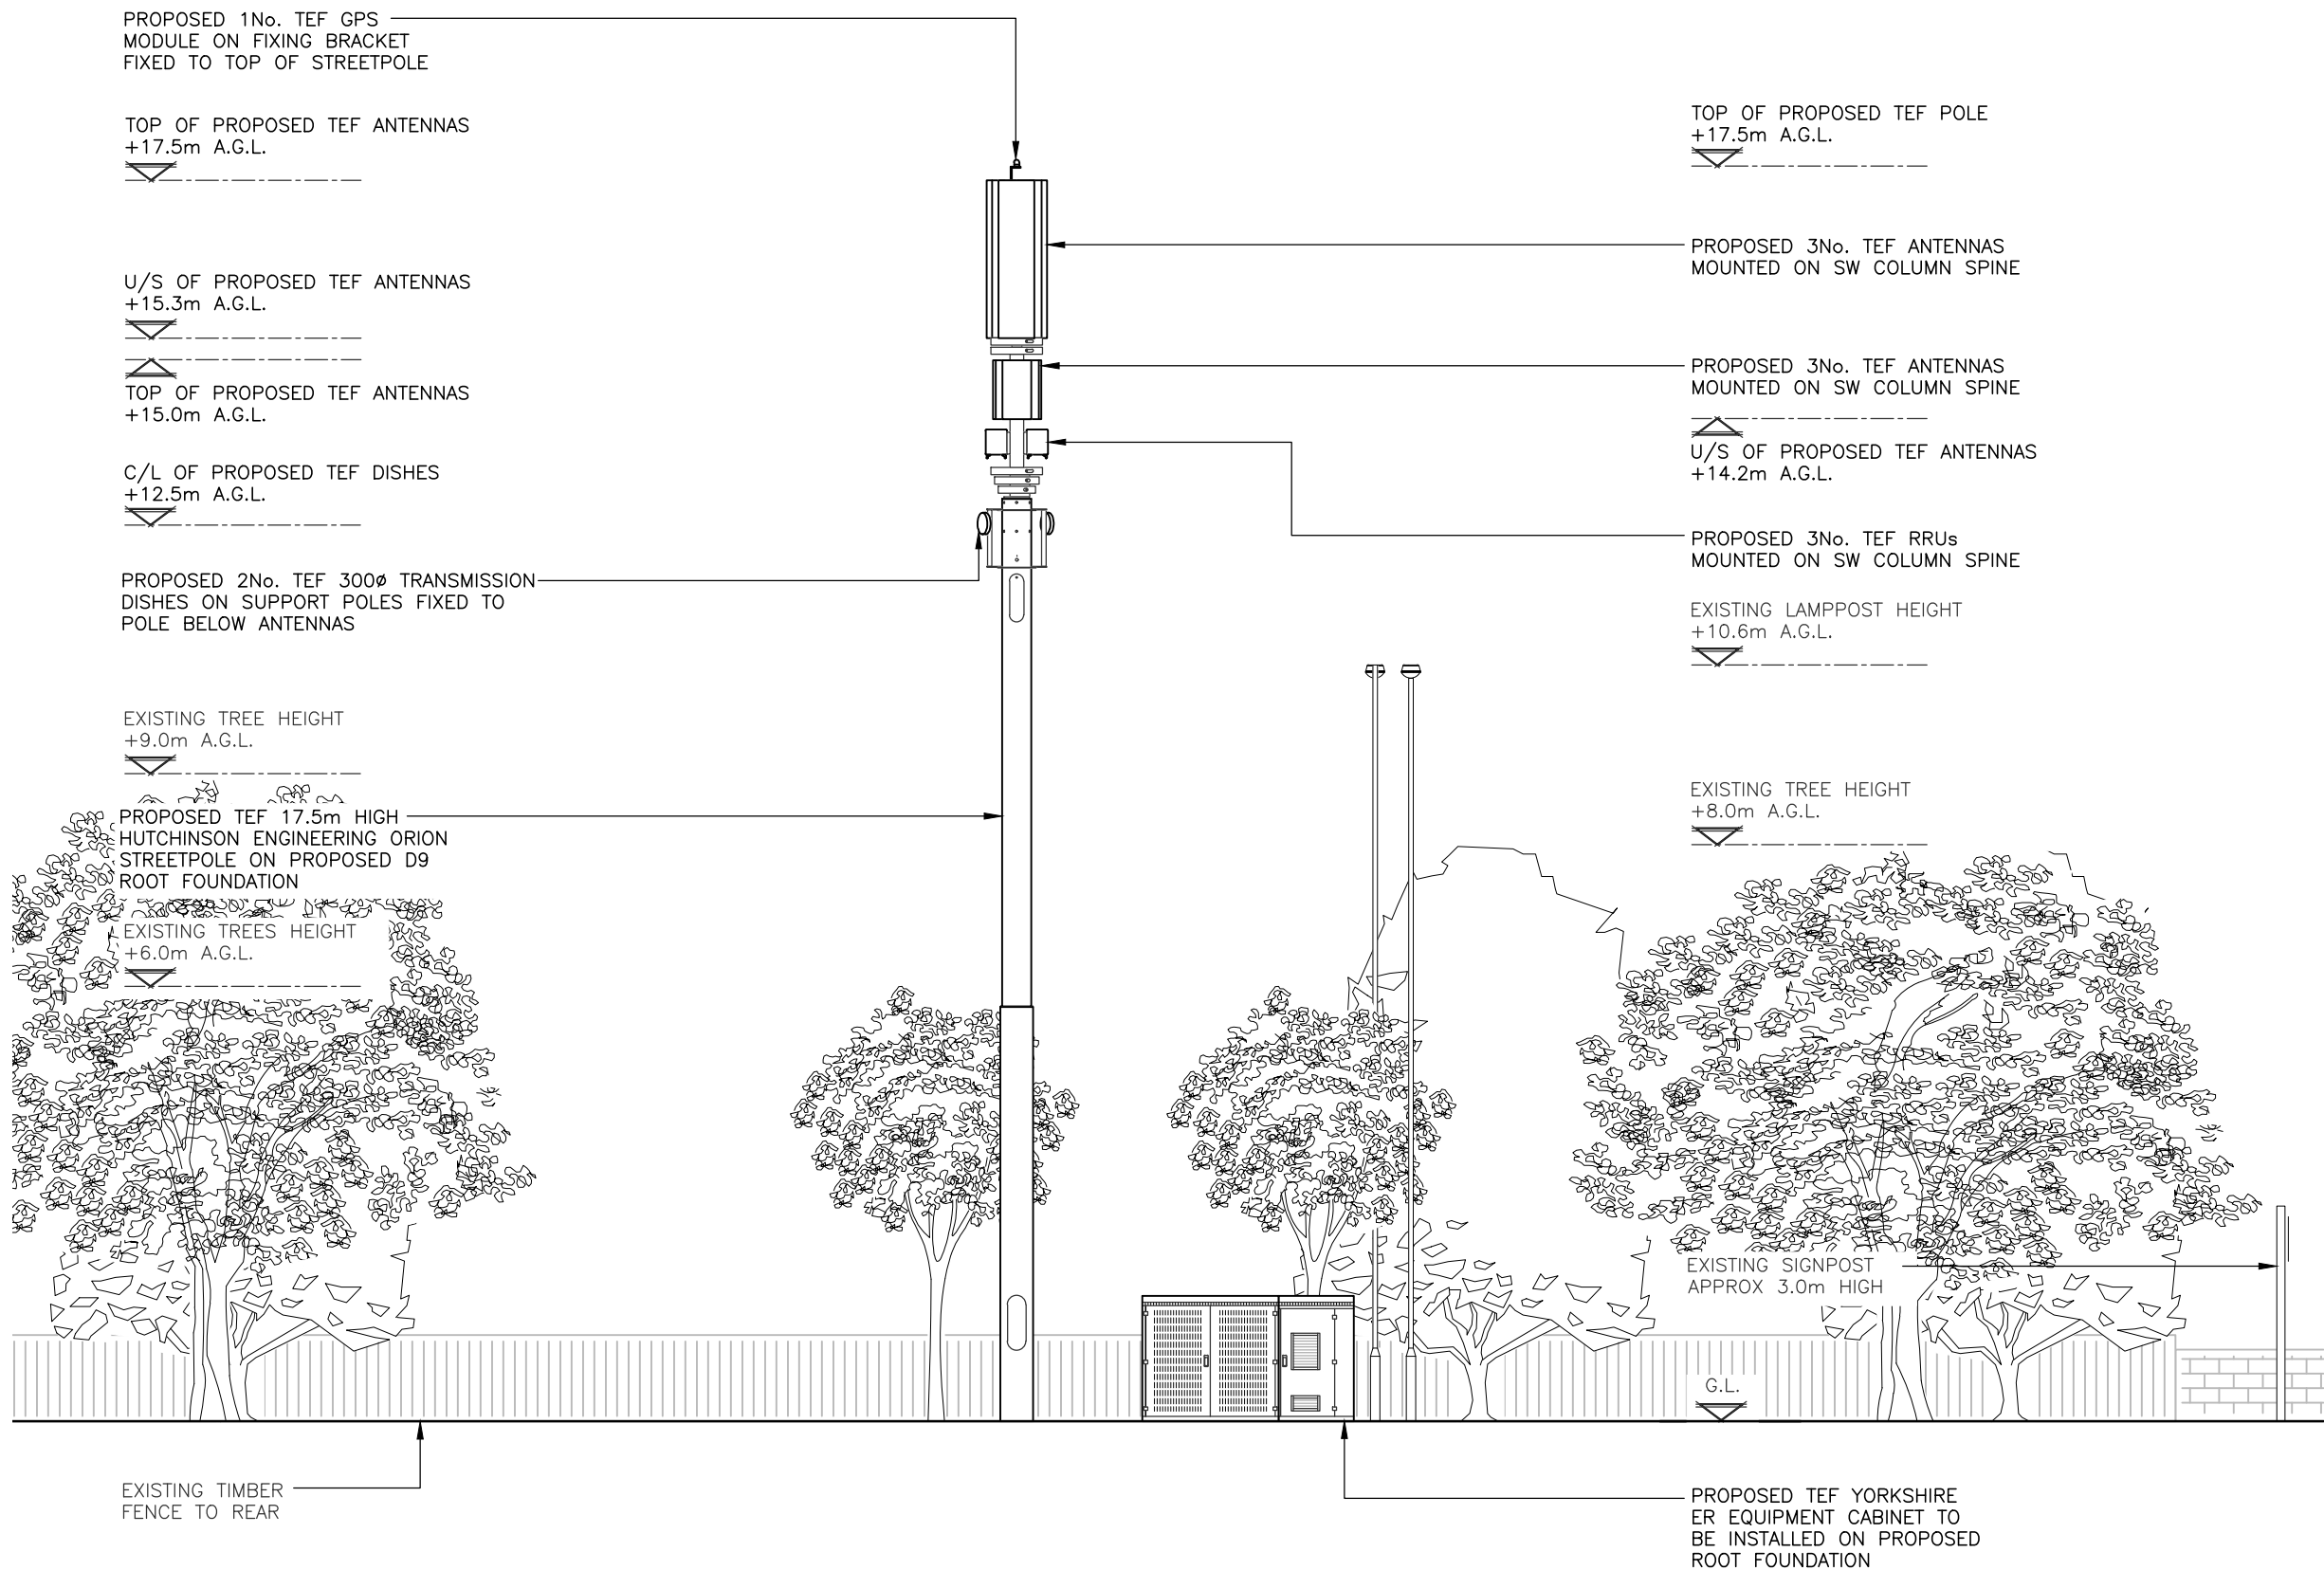 PROPOSED 1No. TEF GPS
MODULE ON FIXING BRACKET
FIXED TO TOP OF STREETPOLE
TOP OF PROPOSED TEF ANTENNAS
+17.5m A.G.L.
U/S OF PROPOSED TEF ANTENNAS
+15.3m A.G.L.
TOP OF PROPOSED TEF ANTENNAS
+15.0m A.G.L.
C/L OF PROPOSED TEF DISHES
+12.5m A.G.L.
PROPOSED 2No. TEF 300ø TRANSMISSION
DISHES ON SUPPORT POLES FIXED TO
POLE BELOW ANTENNAS
EXISTING TREE HEIGHT
+9.0m A.G.L.
PROPOSED TEF 17.5m HIGH
HUTCHINSON ENGINEERING ORION
STREETPOLE ON PROPOSED D9
ROOT FOUNDATION
EXISTING TREES HEIGHT
+6.0m A.G.L.
EXISTING TIMBER
FENCE TO REAR
TOP OF PROPOSED TEF POLE
+17.5m A.G.L.
PROPOSED 3No. TEF ANTENNAS
MOUNTED ON SW COLUMN SPINE
PROPOSED 3No. TEF ANTENNAS
MOUNTED ON SW COLUMN SPINE
U/S OF PROPOSED TEF ANTENNAS
+14.2m A.G.L.
PROPOSED 3No. TEF RRUs
MOUNTED ON SW COLUMN SPINE
EXISTING LAMPPOST HEIGHT
+10.6m A.G.L.
EXISTING TREE HEIGHT
+8.0m A.G.L.
EXISTING SIGNPOST
APPROX 3.0m HIGH
G.L.
PROPOSED TEF YORKSHIRE
ER EQUIPMENT CABINET TO
BE INSTALLED ON PROPOSED
ROOT FOUNDATION